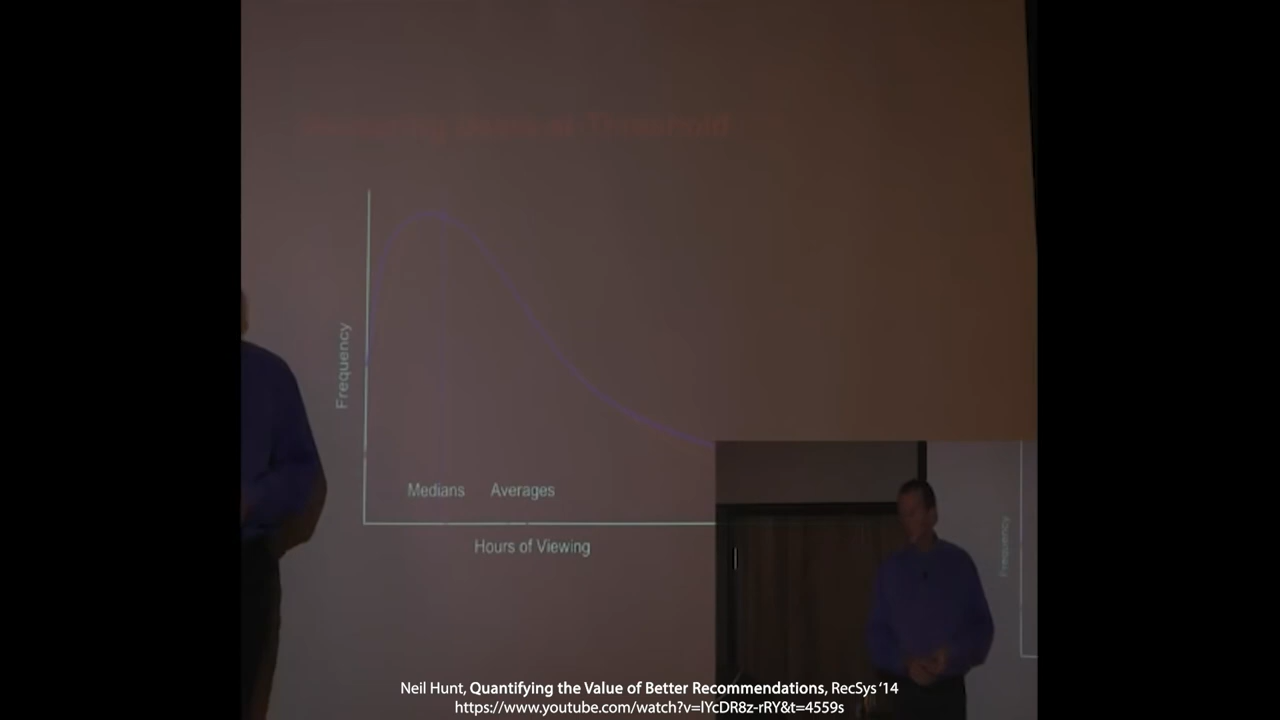 Frequency
Medians Averages
Hours of Viewing
Frequency
Neil Hunt, Quantifying the Value of Better Recommendations, RecSys ‘14
https://www.youtube.com/watch?v=lYcDR8z-rRY&t=4559s